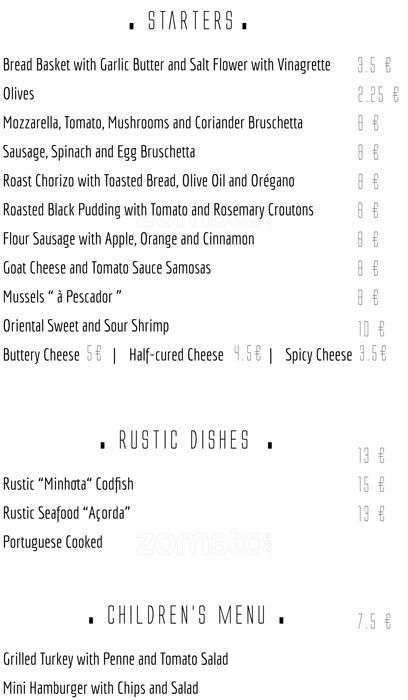 . STARTERS .
Bread Basket with Garlic Butter and Salt Flower with Vinagrette 3.5 €
Olives 2.25 €
Mozzarella, Tomato, Mushrooms and Coriander Bruschetta 8 €
Sausage, Spinach and Egg Bruschetta 8 €
Roast Chorizo with Toasted Bread, Olive Oil and Orégano 8 €
Roasted Black Pudding with Tomato and Rosemary Croutons 8 €
Flour Sausage with Apple, Orange and Cinnamon 8 €
Goat Cheese and Tomato Sauce Samosas 8 €
Mussels “ à Pescador ” 8 €
Oriental Sweet and Sour Shrimp 10 €
Buttery Cheese 5€ | Half-cured Cheese 4.5€ | Spicy Cheese 3.5€
. RUSTIC DISHES .
13 €
Rustic “Minhota“ Codfish 15 €
Rustic Seafood “Açorda” 13 €
Portuguese Cooked
zomato
. CHILDREN'S MENU . 7.5 €
Grilled Turkey with Penne and Tomato Salad
Mini Hamburger with Chips and Salad